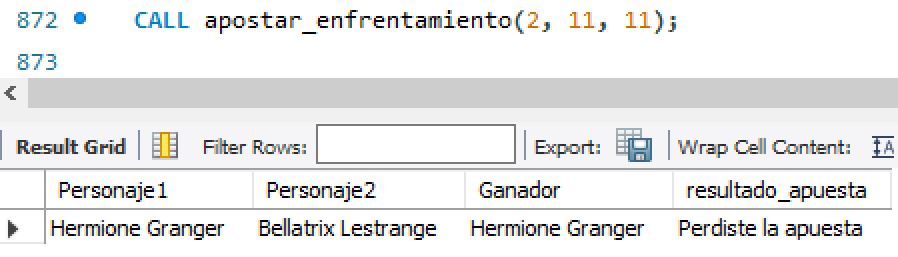 872 CALL apostar_enfrentamiento(2, 11, 11);
873
Result Grid Filter Rows: Export: Wrap Cell Content: IA
Personaje1 Personaje2 Ganador resultado_apuesta
Hermione Granger Bellatrix Lestrange Hermione Granger Perdiste la apuesta